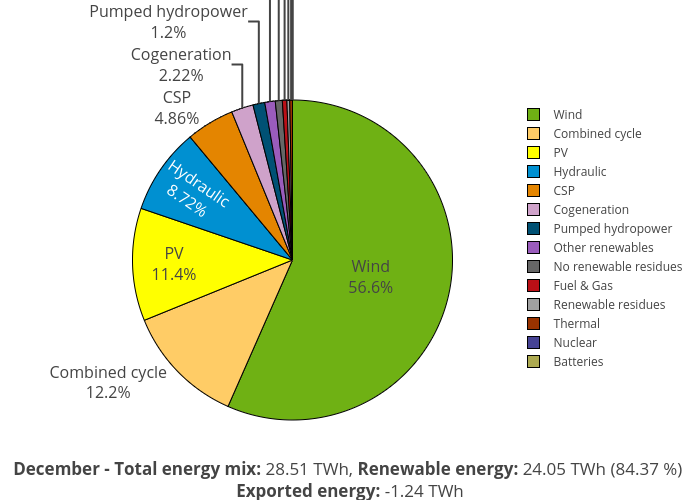 Pumped hydropower
1.2%
Cogeneration
2.22%
CSP
4.86%
Hydraulic
8.72%
PV
11.4%
Wind
56.6%
Combined cycle
12.2%
Wind
Combined cycle
PV
Hydraulic
CSP
Cogeneration
Pumped hydropower
Other renewables
No renewable residues
Fuel & Gas
Renewable residues
Thermal
Nuclear
Batteries
December - Total energy mix: 28.51 TWh, Renewable energy: 24.05 TWh (84.37 %)
Exported energy: -1.24 TWh